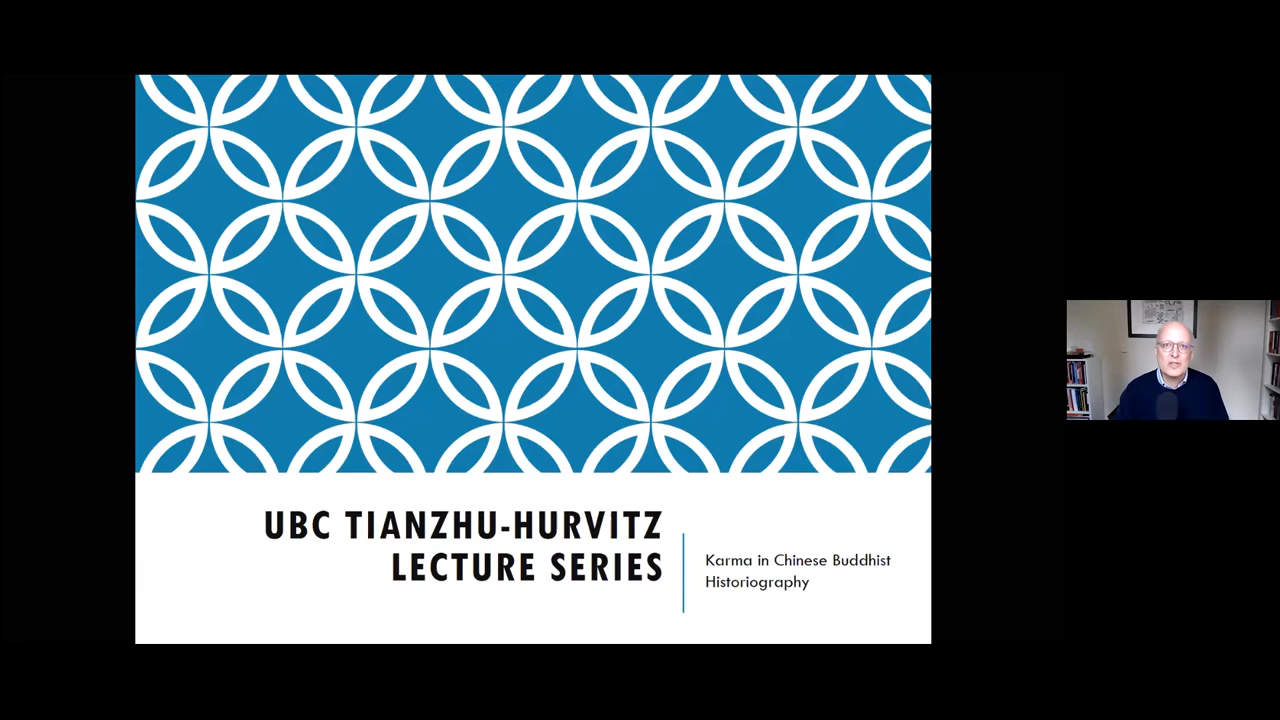 UBC TIANZHU-HURVITZ
LECTURE SERIES
Karma in Chinese Buddhist
Historiography